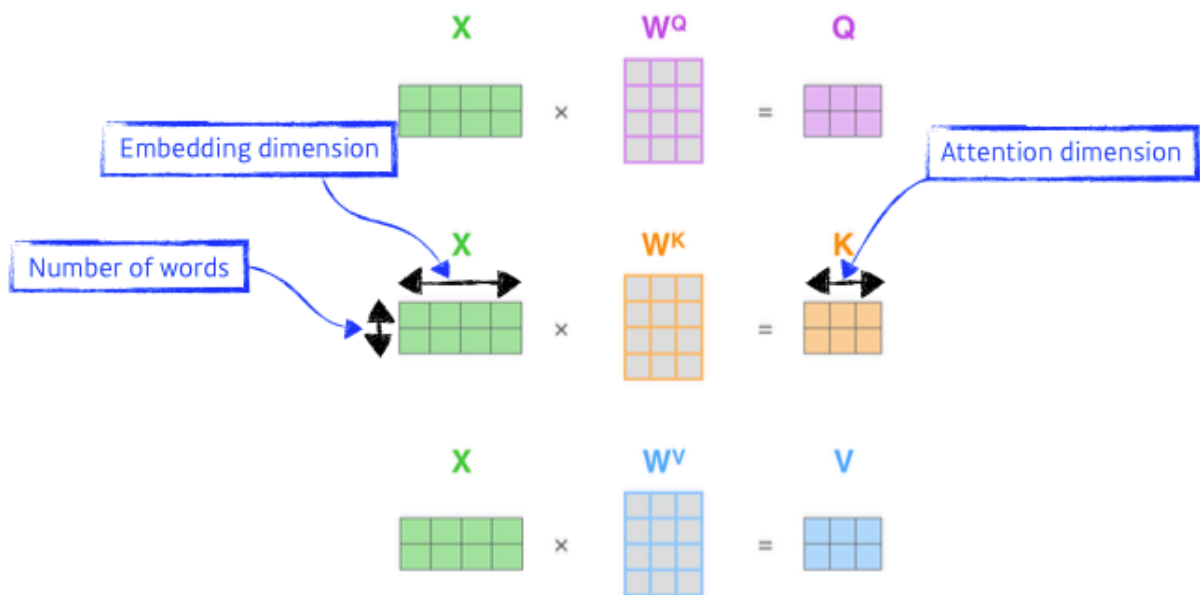 X × W^Q = Q
Embedding dimension
Attention dimension
X × W^K = K
Number of words
X × W^V = V